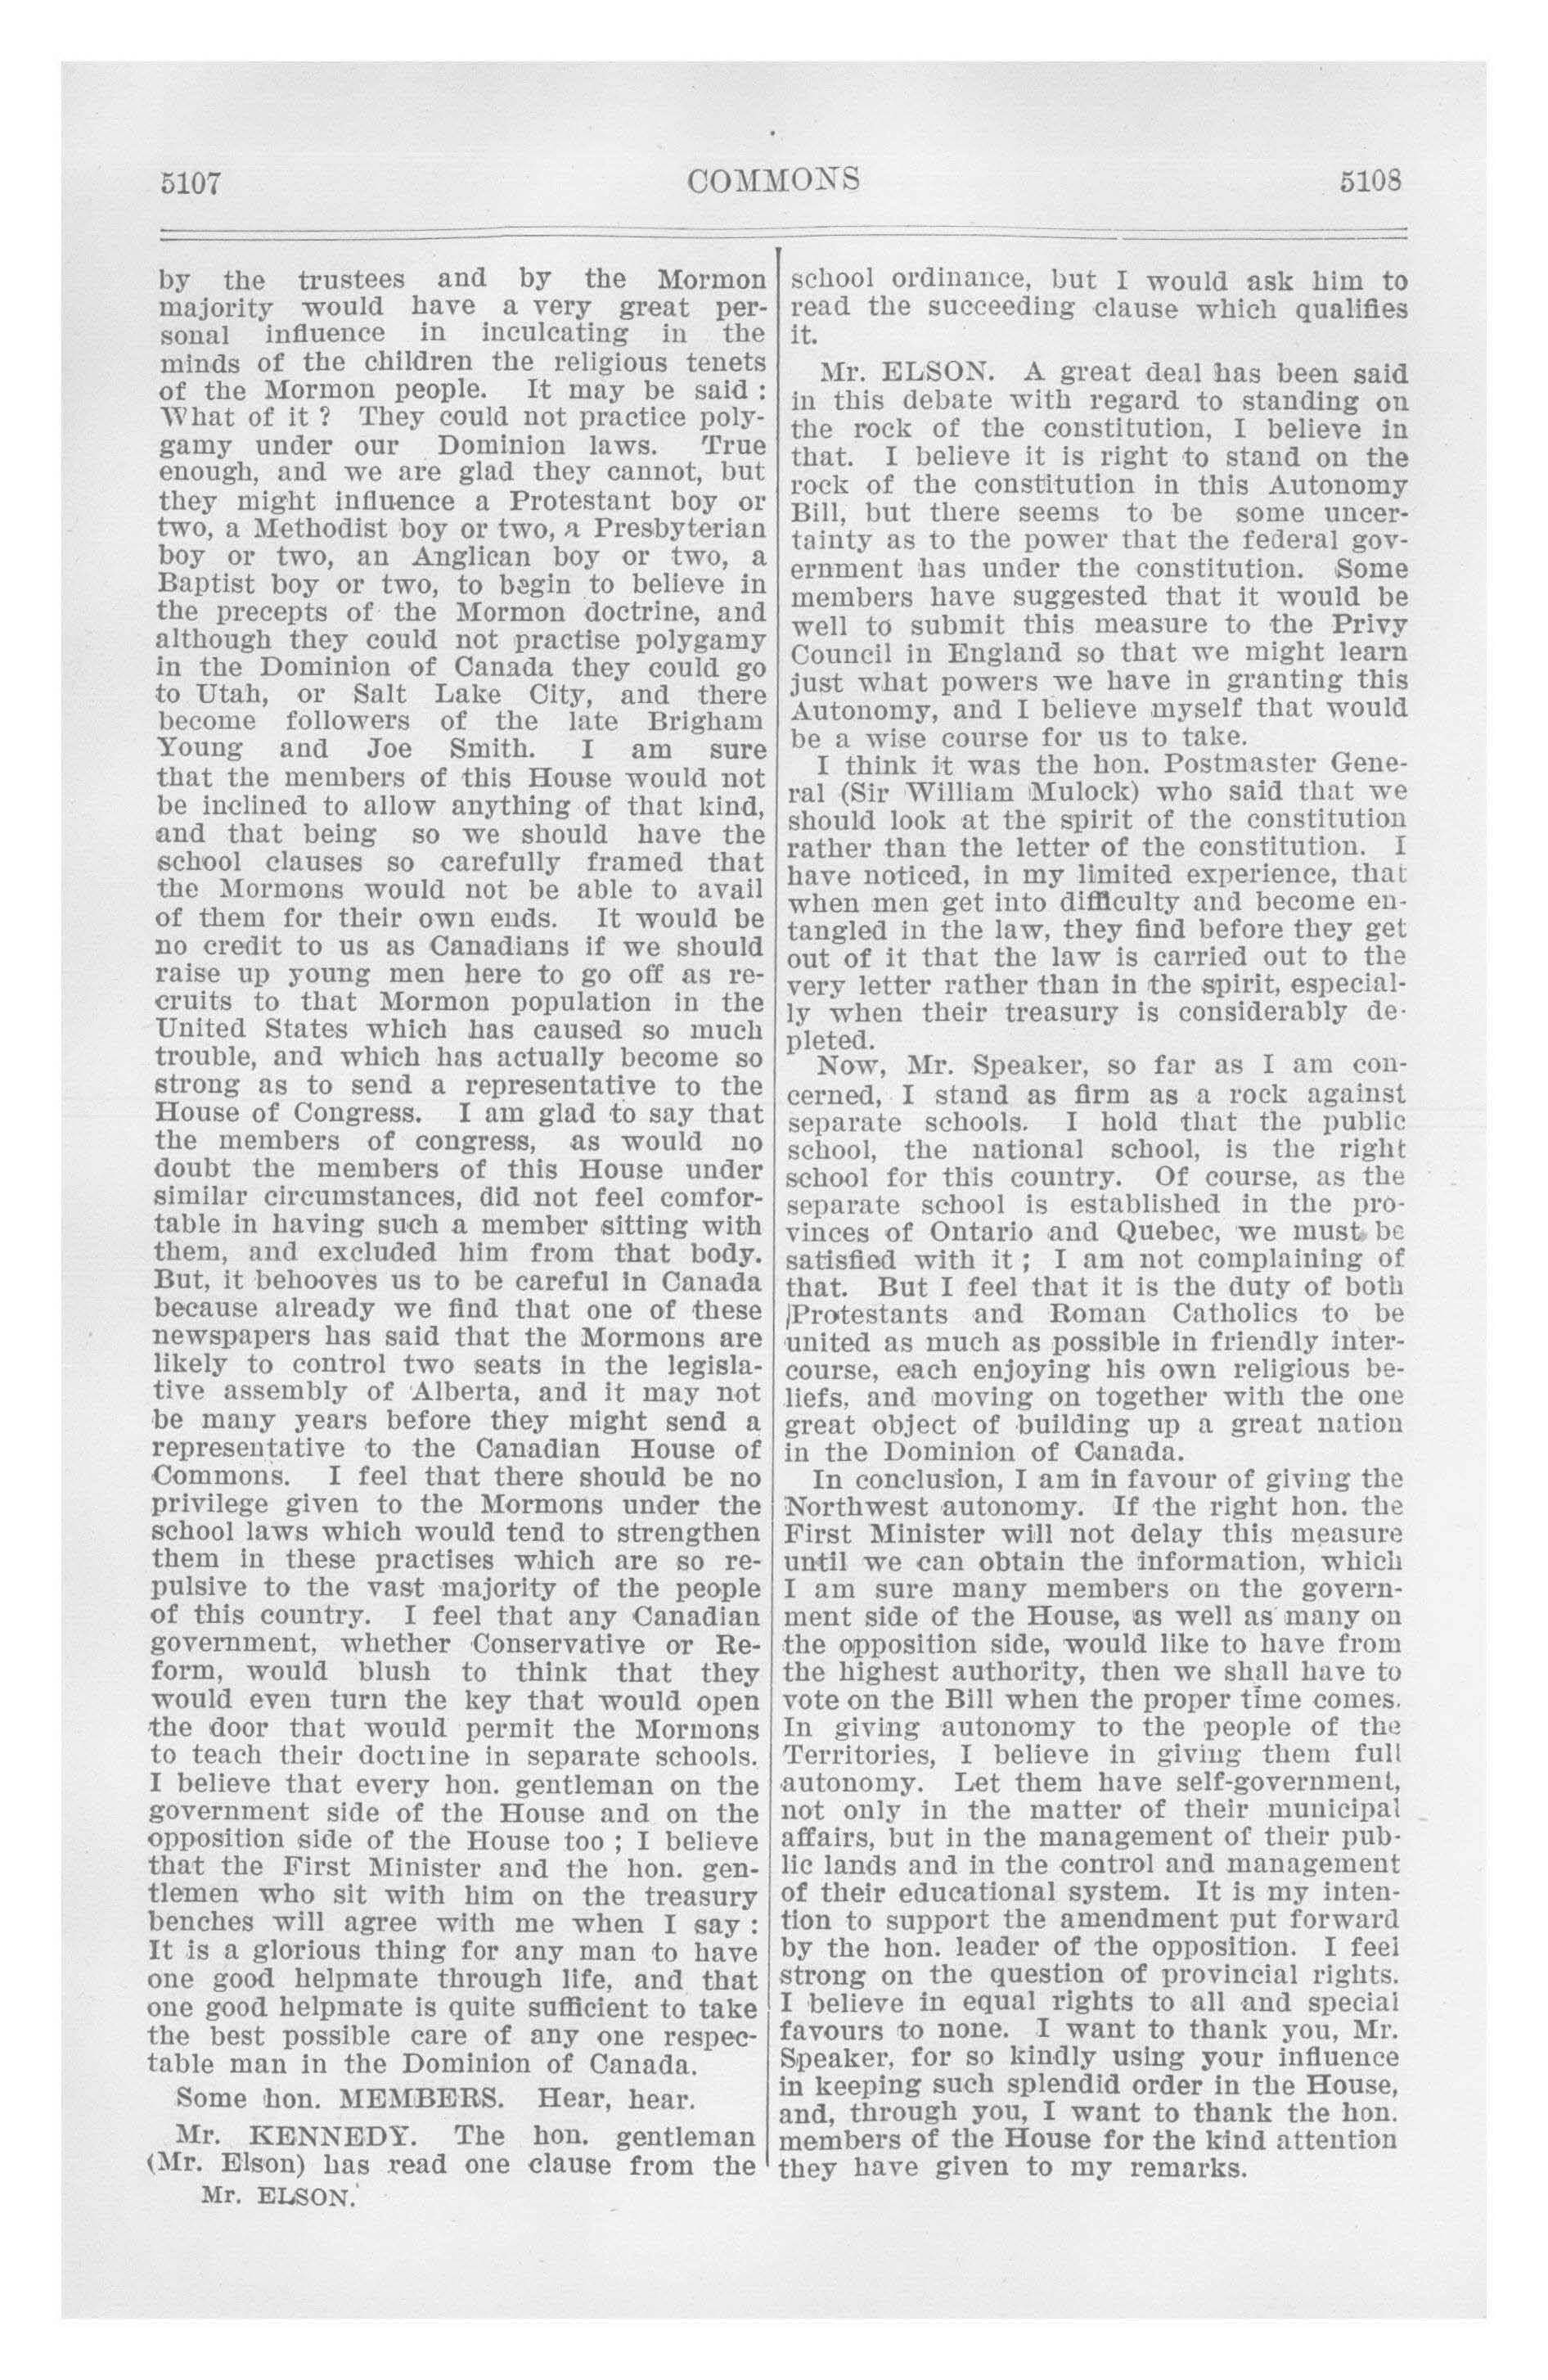 5107
COMMONS
5108
by the trustees and by the Mormon
majority would have a very great per-
sonal influence in inculcating in the
minds of the children the religious tenets
of the Mormon people. It may be said :
What of it ? They could not practice poly-
gamy under our Dominion laws. True
enough, and we are glad they cannot, but
they might influence a Protestant boy or
two, a Methodist boy or two, a Presbyterian
boy or two, an Anglican boy or two, a
Baptist boy or two, to begin to believe in
the precepts of the Mormon doctrine, and
although they could not practise polygamy
in the Dominion of Canada they could go
to Utah, or Salt Lake City, and there
become followers of the late Brigham
Young and Joe Smith. I am sure
that the members of this House would not
be inclined to allow anything of that kind,
and that being so we should have the
school clauses so carefully framed that
the Mormons would not be able to avail
of them for their own ends. It would be
no credit to us as Canadians if we should
raise up young men here to go off as re-
cruits to that Mormon population in the
United States which has caused so much
trouble, and which has actually become so
strong as to send a representative to the
House of Congress. I am glad to say that
the members of congress, as would no
doubt the members of this House under
similar circumstances, did not feel comfor-
table in having such a member sitting with
them, and excluded him from that body.
But, it behooves us to be careful in Canada
because already we find that one of these
newspapers has said that the Mormons are
likely to control two seats in the legisla-
tive assembly of Alberta, and it may not
be many years before they might send a
representative to the Canadian House of
Commons. I feel that there should be no
privilege given to the Mormons under the
school laws which would tend to strengthen
them in these practises which are so re-
pulsive to the vast majority of the people
of this country. I feel that any Canadian
government, whether Conservative or Re-
form, would blush to think that they
would even turn the key that would open
the door that would permit the Mormons
to teach their doctrine in separate schools.
I believe that every hon. gentleman on the
government side of the House and on the
opposition side of the House too ; I believe
that the First Minister and the hon. gen-
tlemen who sit with him on the treasury
benches will agree with me when I say :
It is a glorious thing for any man to have
one good helpmate through life, and that
one good helpmate is quite sufficient to take
the best possible care of any one respec-
table man in the Dominion of Canada.
Some hon. MEMBERS. Hear, hear.
Mr. KENNEDY. The hon. gentleman
(Mr. Elson) has read one clause from the
Mr. ELSON.
school ordinance, but I would ask him to
read the succeeding clause which qualifies
it.
Mr. ELSON. A great deal has been said
in this debate with regard to standing on
the rock of the constitution, I believe in
that. I believe it is right to stand on the
rock of the constitution in this Autonomy
Bill, but there seems to be some uncer-
tainty as to the power that the federal gov-
ernment has under the constitution. Some
members have suggested that it would be
well to submit this measure to the Privy
Council in England so that we might learn
just what powers we have in granting this
Autonomy, and I believe myself that would
be a wise course for us to take.
I think it was the hon. Postmaster Gene-
ral (Sir William Mulock) who said that we
should look at the spirit of the constitution
rather than the letter of the constitution. I
have noticed, in my limited experience, that
when men get into difficulty and become en-
tangled in the law, they find before they get
out of it that the law is carried out to the
very letter rather than in the spirit, especial-
ly when their treasury is considerably de-
pleted.
Now, Mr. Speaker, so far as I am con-
cerned, I stand as firm as a rock against
separate schools. I hold that the public
school, the national school, is the right
school for this country. Of course, as the
separate school is established in the pro-
vinces of Ontario and Quebec, we must be
satisfied with it ; I am not complaining of
that. But I feel that it is the duty of both
Protestants and Roman Catholics to be
united as much as possible in friendly inter-
course, each enjoying his own religious be-
liefs, and moving on together with the one
great object of building up a great nation
in the Dominion of Canada.
In conclusion, I am in favour of giving the
Northwest autonomy. If the right hon. the
First Minister will not delay this measure
until we can obtain the information, which
I am sure many members on the govern-
ment side of the House, as well as many on
the opposition side, would like to have from
the highest authority, then we shall have to
vote on the Bill when the proper time comes.
In giving autonomy to the people of the
Territories, I believe in giving them full
autonomy. Let them have self-government,
not only in the matter of their municipal
affairs, but in the management of their pub-
lic lands and in the control and management
of their educational system. It is my inten-
tion to support the amendment put forward
by the hon. leader of the opposition. I feel
strong on the question of provincial rights.
I believe in equal rights to all and special
favours to none. I want to thank you, Mr.
Speaker, for so kindly using your influence
in keeping such splendid order in the House,
and, through you, I want to thank the hon.
members of the House for the kind attention
they have given to my remarks.